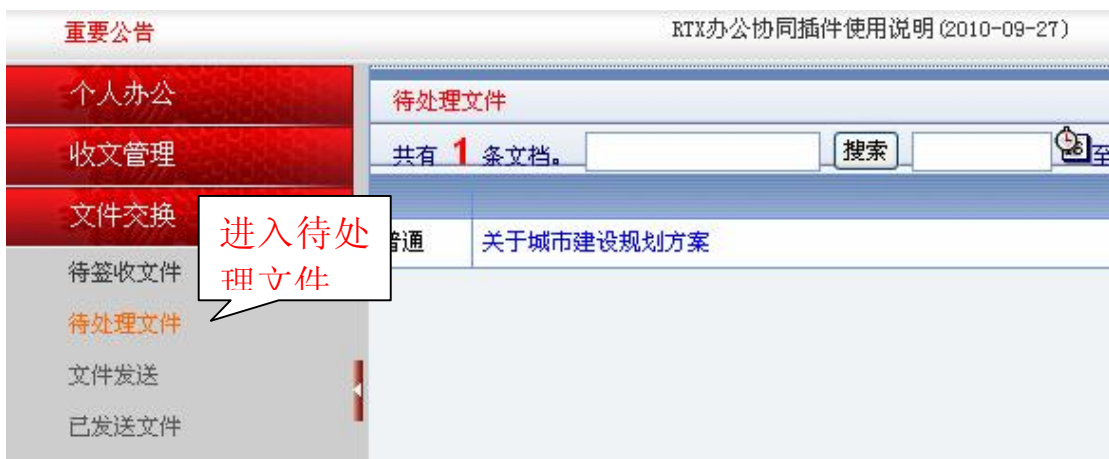 重要公告
RTX办公协同插件使用说明(2010-09-27)
个人办公
收文管理
文件交换
待签收文件
待处理文件
文件发送
已发送文件
进入待处
理文件
待处理文件
共有 1 条文档。 搜索 至
普通 关于城市建设规划方案